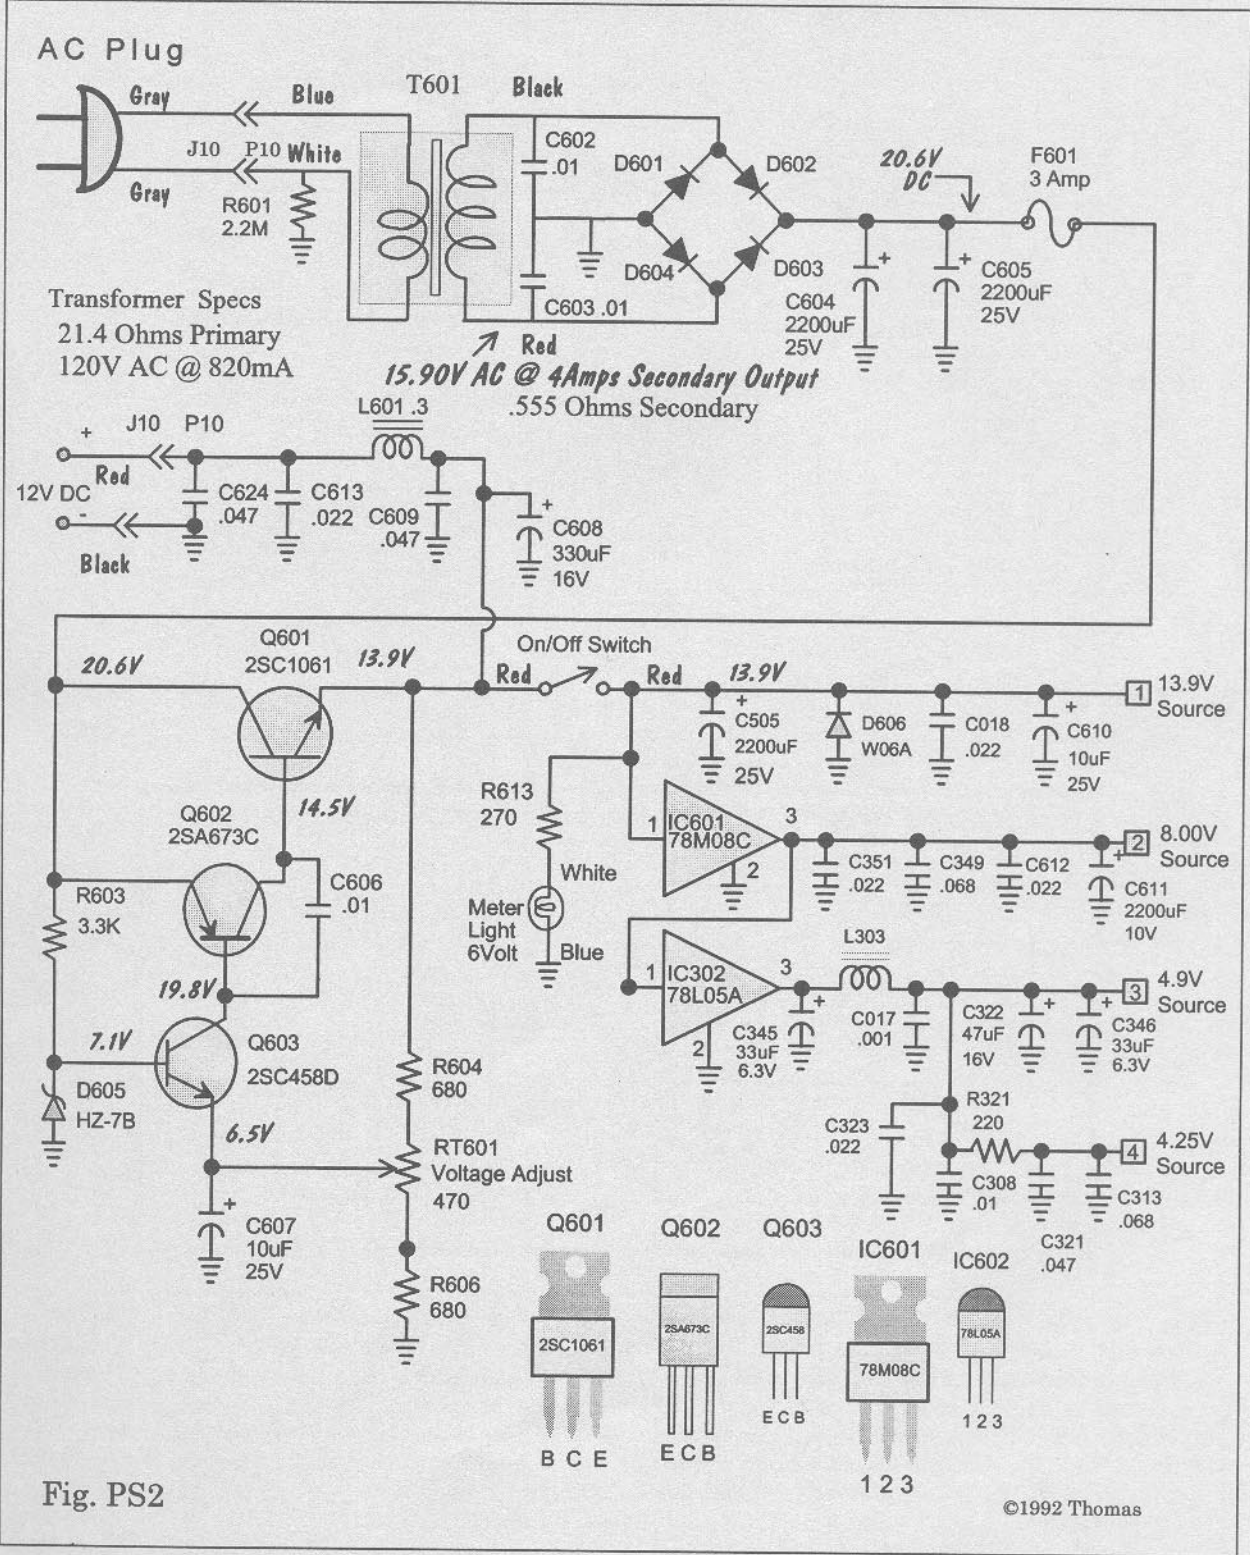 AC Plug
Gray
Blue
T601
Black
J10 P10 White
Gray
R601
2.2M
C602
.01
D601
D602
D604
D603
C603 .01
20.6V
DC
F601
3 Amp
C604
2200uF
25V
C605
2200uF
25V
Transformer Specs
21.4 Ohms Primary
120V AC @ 820mA
Red
15.90V AC @ 4Amps Secondary Output
.555 Ohms Secondary
J10 P10
L601 .3
+
Red
12V DC
-
Black
C624
.047
C613
.022
C609
.047
+
C608
330uF
16V
20.6V
Q601
2SC1061
13.9V
On/Off Switch
Red
Red
13.9V
1
13.9V
Source
+
C505
2200uF
25V
D606
W06A
C018
.022
+
C610
10uF
25V
14.5V
Q602
2SA673C
R603
3.3K
C606
.01
R613
270
1
IC601
78M08C
3
2
2
8.00V
Source
C351
.022
C349
.068
C612
.022
+
C611
2200uF
10V
White
Meter
Light
6Volt
Blue
19.8V
7.1V
Q603
2SC458D
D605
HZ-7B
6.5V
1
IC302
78L05A
3
2
L303
3
4.9V
Source
+
C345
33uF
6.3V
C017
.001
C322
47uF
16V
+
+
C346
33uF
6.3V
R604
680
RT601
Voltage Adjust
470
+
C607
10uF
25V
R606
680
C323
.022
R321
220
4
4.25V
Source
C308
.01
C321
.047
C313
.068
Q601
2SC1061
B C E
Q602
2SA673C
E C B
Q603
2SC458
E C B
IC601
78M08C
1 2 3
IC602
78L05A
1 2 3
Fig. PS2
©1992 Thomas